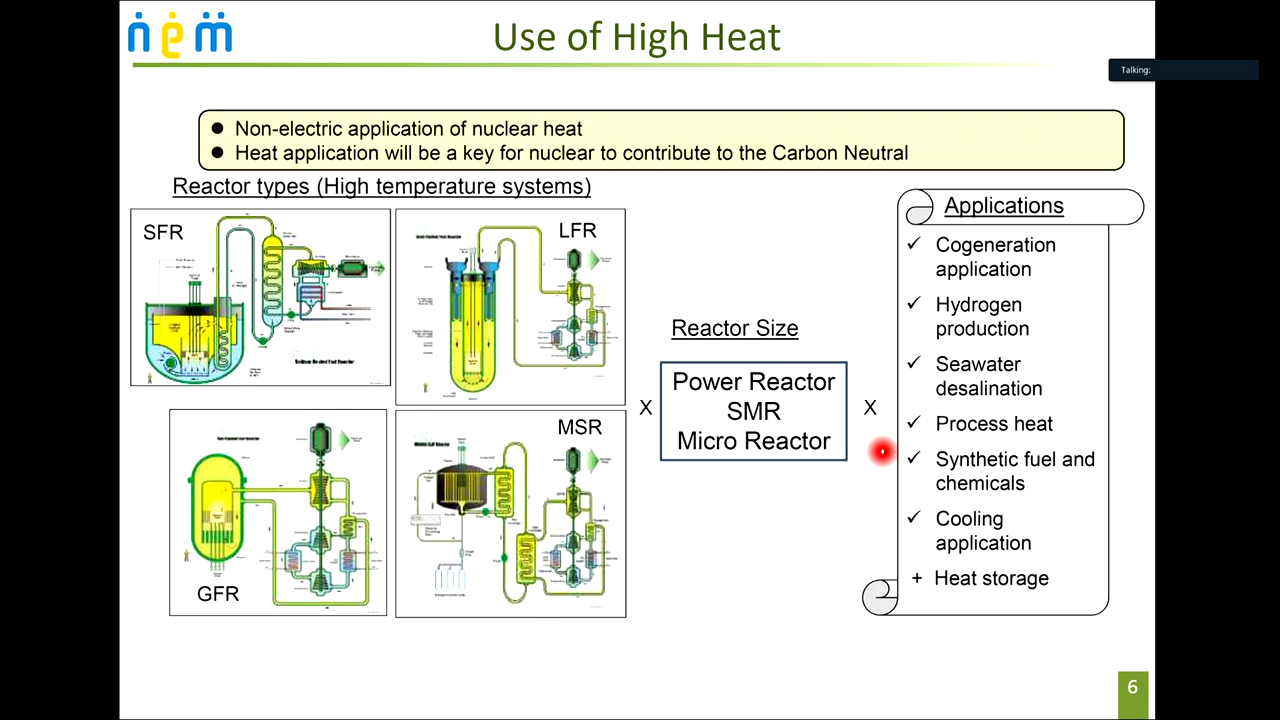 nem
Use of High Heat
Talking:
● Non-electric application of nuclear heat
● Heat application will be a key for nuclear to contribute to the Carbon Neutral
Reactor types (High temperature systems)
SFR
LFR
GFR
MSR
X
Reactor Size
Power Reactor
SMR
Micro Reactor
X
Applications
✓ Cogeneration
application
✓ Hydrogen
production
✓ Seawater
desalination
✓ Process heat
✓ Synthetic fuel and
chemicals
✓ Cooling
application
+ Heat storage
6